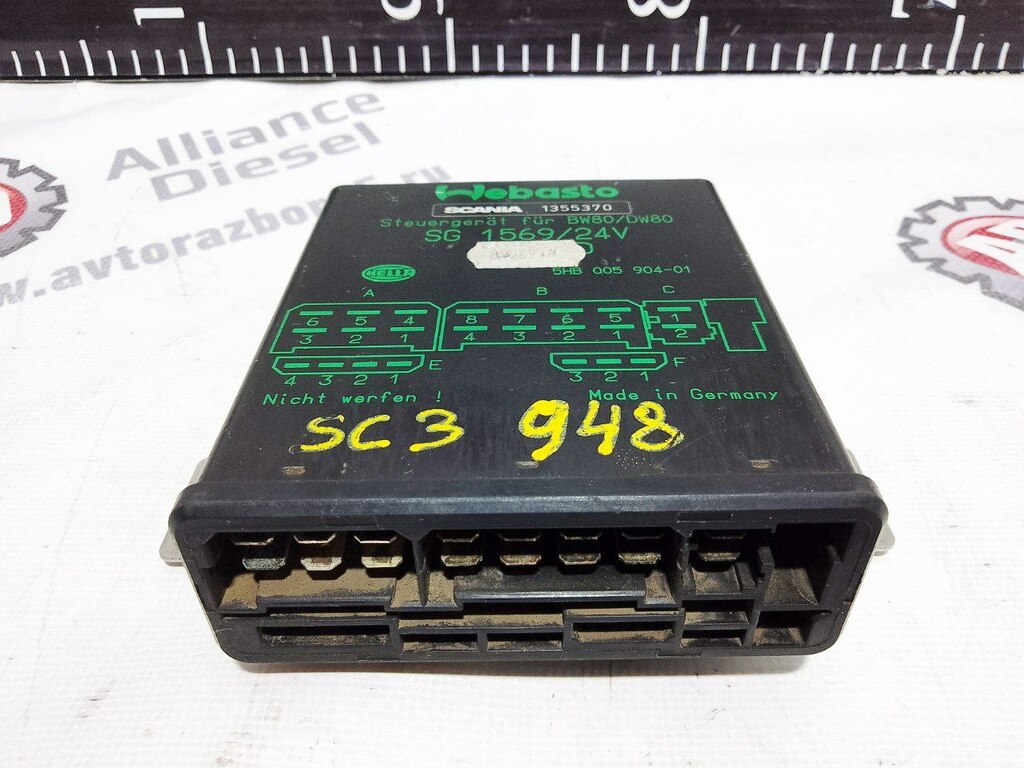 Alliance
Diesel
www.avtorazborms.ru
Webasto
SCANIA 1355370
Steuergerät für BW80/DW80
SG 1569/24V
HELLA
5HB 005 904-01
A B C
6 5 4 8 7 6 5 1
3 2 1 4 3 2 1 2
E F
4 3 2 1 3 2 1
Nicht werfen ! Made in Germany
SC3 948